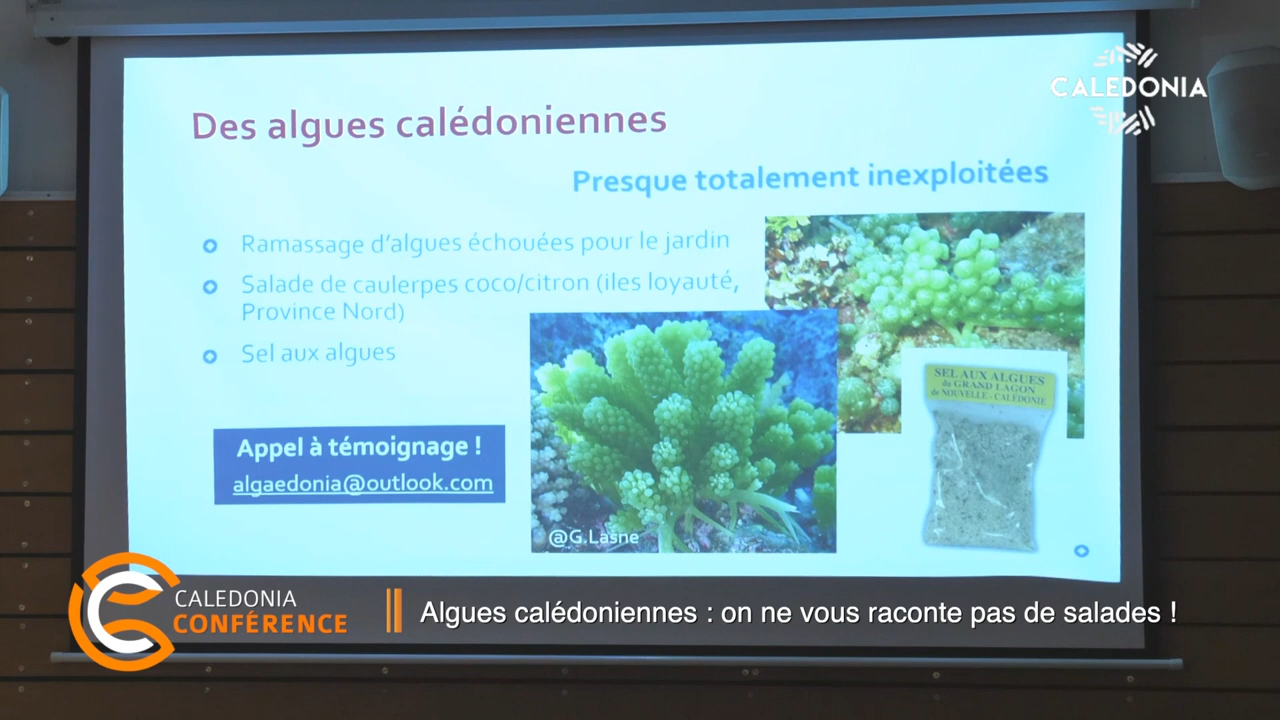 CALEDONIA
Des algues calédoniennes
Presque totalement inexploitées
Ramassage d'algues échouées pour le jardin
Salade de caulerpes coco/citron (iles loyauté,
Province Nord)
Sel aux algues
SEL AUX ALGUES
du GRAND LAGON
de NOUVELLE - CALÉDONIE
Appel à témoignage !
algaedonia@outlook.com
@G.Lasne
CALEDONIA
CONFÉRENCE
Algues calédoniennes : on ne vous raconte pas de salades !